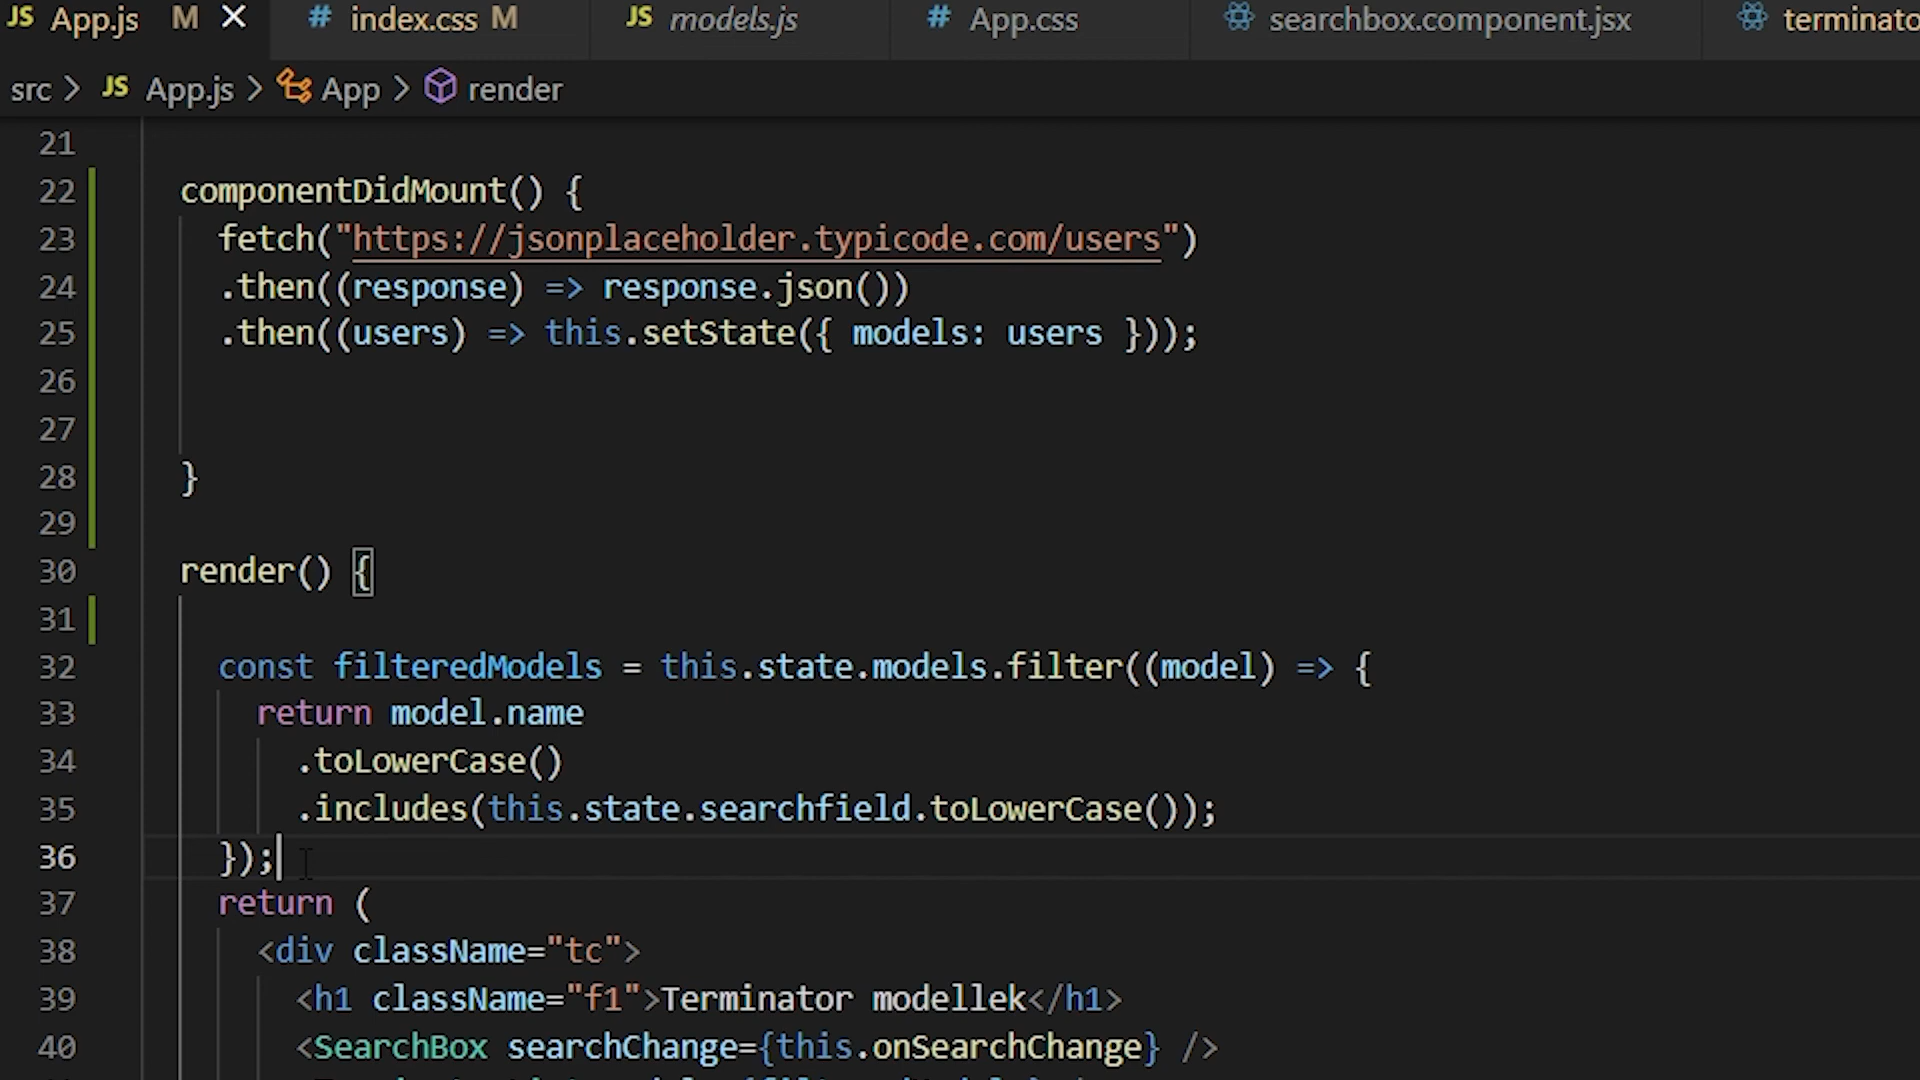 JS App.js M × # index.css M JS models.js # App.css searchbox.component.jsx terminato
src > JS App.js > App > render
21
22 componentDidMount() {
23 fetch("https://jsonplaceholder.typicode.com/users")
24 .then((response) => response.json())
25 .then((users) => this.setState({ models: users }));
26
27
28 }
29
30 render() {
31
32 const filteredModels = this.state.models.filter((model) => {
33 return model.name
34 .toLowerCase()
35 .includes(this.state.searchfield.toLowerCase());
36 });
37 return (
38 <div className="tc">
39 <h1 className="f1">Terminator modellek</h1>
40 <SearchBox searchChange={this.onSearchChange} />